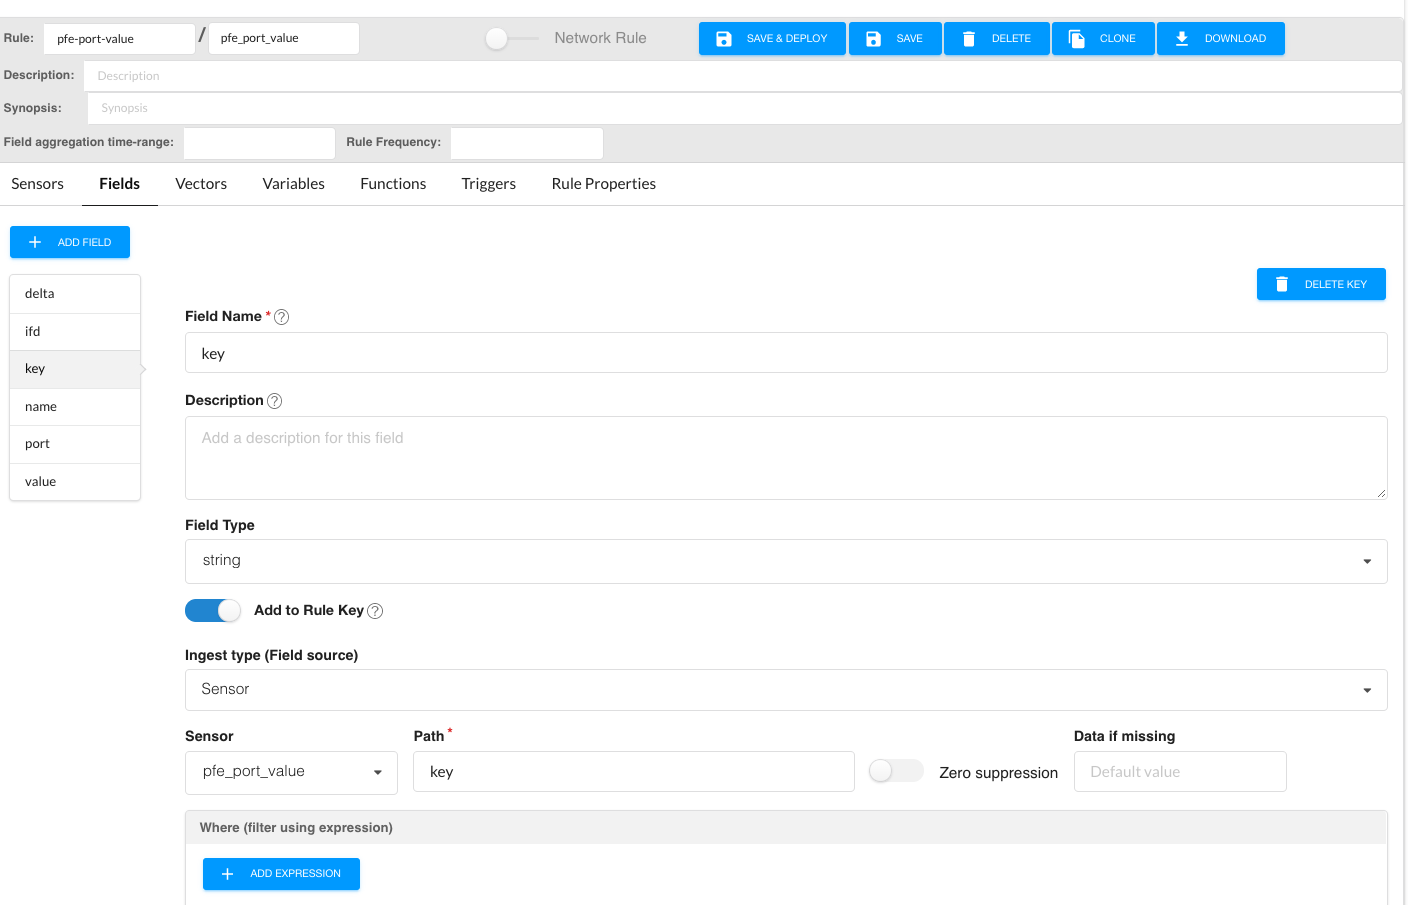 Rule: pfe-port-value / pfe_port_value Network Rule SAVE & DEPLOY SAVE DELETE CLONE DOWNLOAD
Description: Description
Synopsis: Synopsis
Field aggregation time-range: Rule Frequency:
Sensors Fields Vectors Variables Functions Triggers Rule Properties
+ ADD FIELD
delta
ifd
key
name
port
value
DELETE KEY
Field Name * ?
key
Description ?
Add a description for this field
Field Type
string
Add to Rule Key ?
Ingest type (Field source)
Sensor
Sensor Path * Data if missing
pfe_port_value key Zero suppression Default value
Where (filter using expression)
+ ADD EXPRESSION